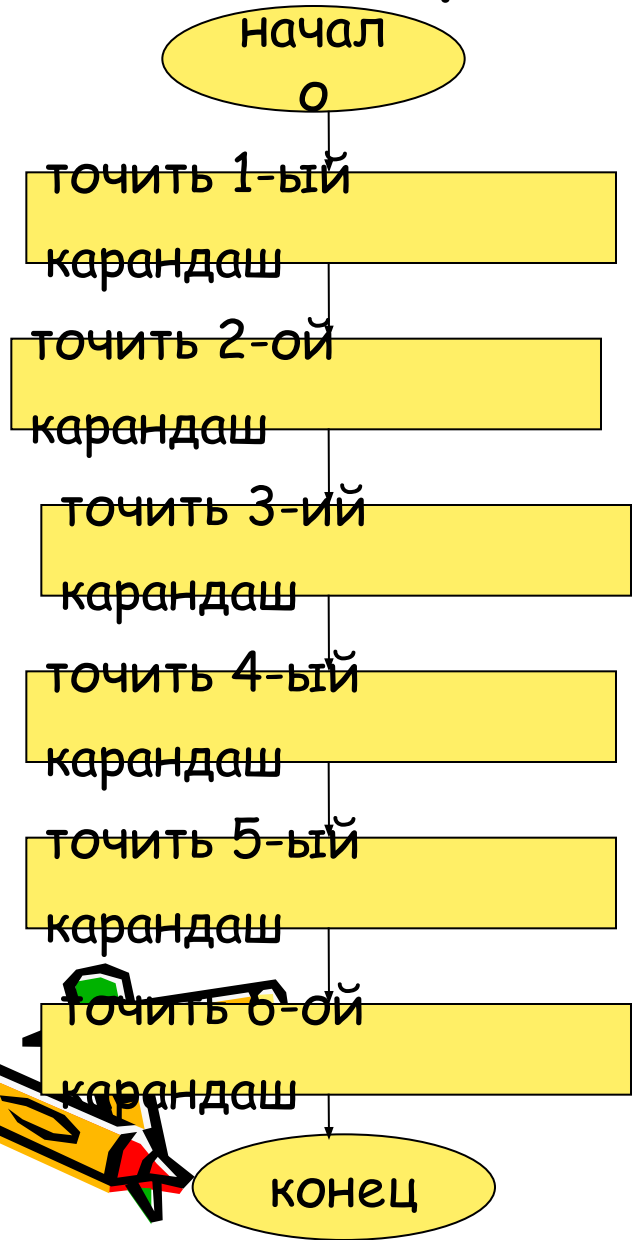 начал
о
точить 1-ый
карандаш
точить 2-ой
карандаш
точить 3-ий
карандаш
точить 4-ый
карандаш
точить 5-ый
карандаш
точить 6-ой
карандаш
конец